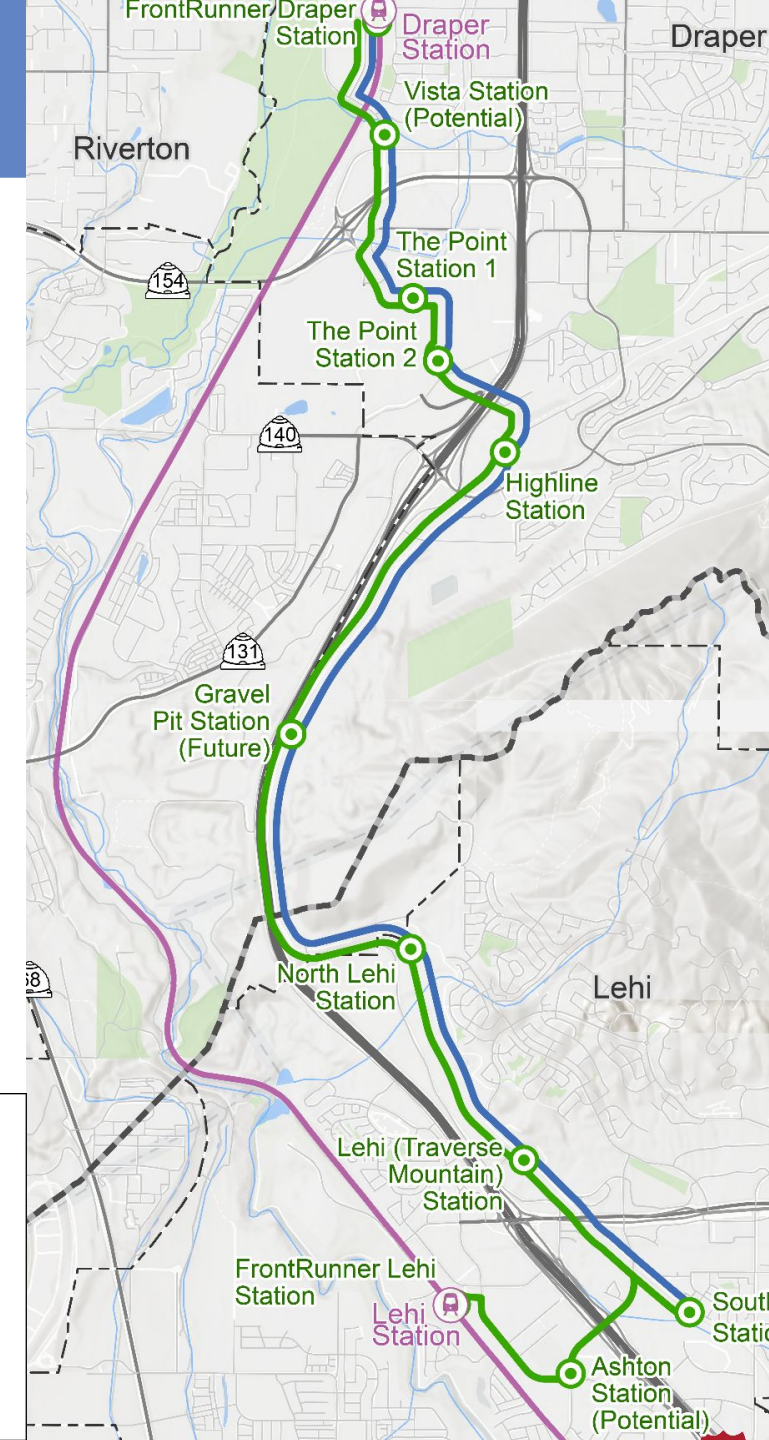 FrontRunner Draper
Station
Draper
Station
Draper
Vista Station
(Potential)
Riverton
The Point
Station 1
154
The Point
Station 2
140
Highline
Station
131
Gravel
Pit Station
(Future)
North Lehi
Station
Lehi
Lehi (Traverse
Mountain)
Station
FrontRunner Lehi
Station
Lehi
Station
Ashton
Station
(Potential)